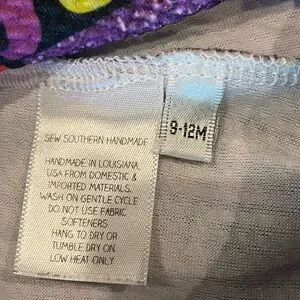 SEW SOUTHERN HANDMADE
HANDMADE IN LOUISIANA,
USA FROM DOMESTIC &
IMPORTED MATERIALS.
WASH ON GENTLE CYCLE
DO NOT USE FABRIC
SOFTENERS
HANG TO DRY OR
TUMBLE DRY ON
LOW HEAT ONLY
9-12M